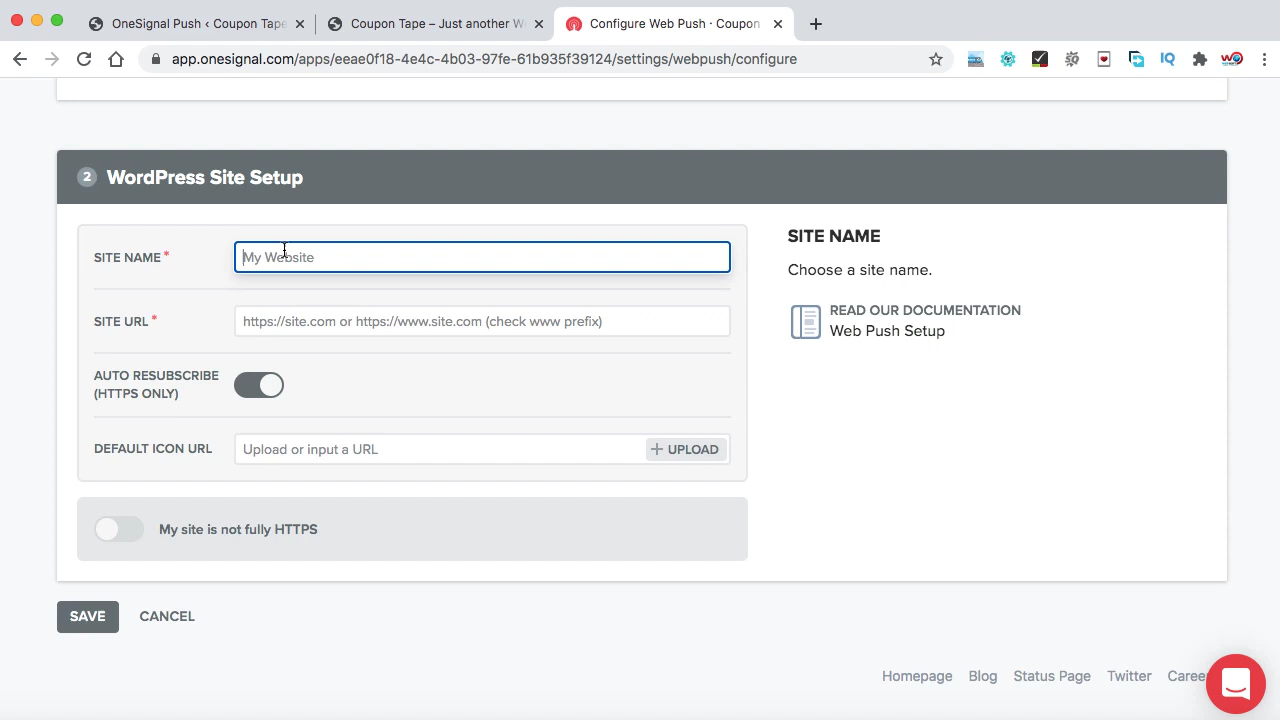 OneSignal Push ‹ Coupon Tape
Coupon Tape – Just another W
Configure Web Push · Coupon
app.onesignal.com/apps/eeae0f18-4e4c-4b03-97fe-61b935f39124/settings/webpush/configure
IQ
2 WordPress Site Setup
SITE NAME *
My Website
SITE URL *
https://site.com or https://www.site.com (check www prefix)
AUTO RESUBSCRIBE
(HTTPS ONLY)
DEFAULT ICON URL
Upload or input a URL
+ UPLOAD
My site is not fully HTTPS
SITE NAME
Choose a site name.
READ OUR DOCUMENTATION
Web Push Setup
SAVE
CANCEL
Homepage
Blog
Status Page
Twitter
Caree